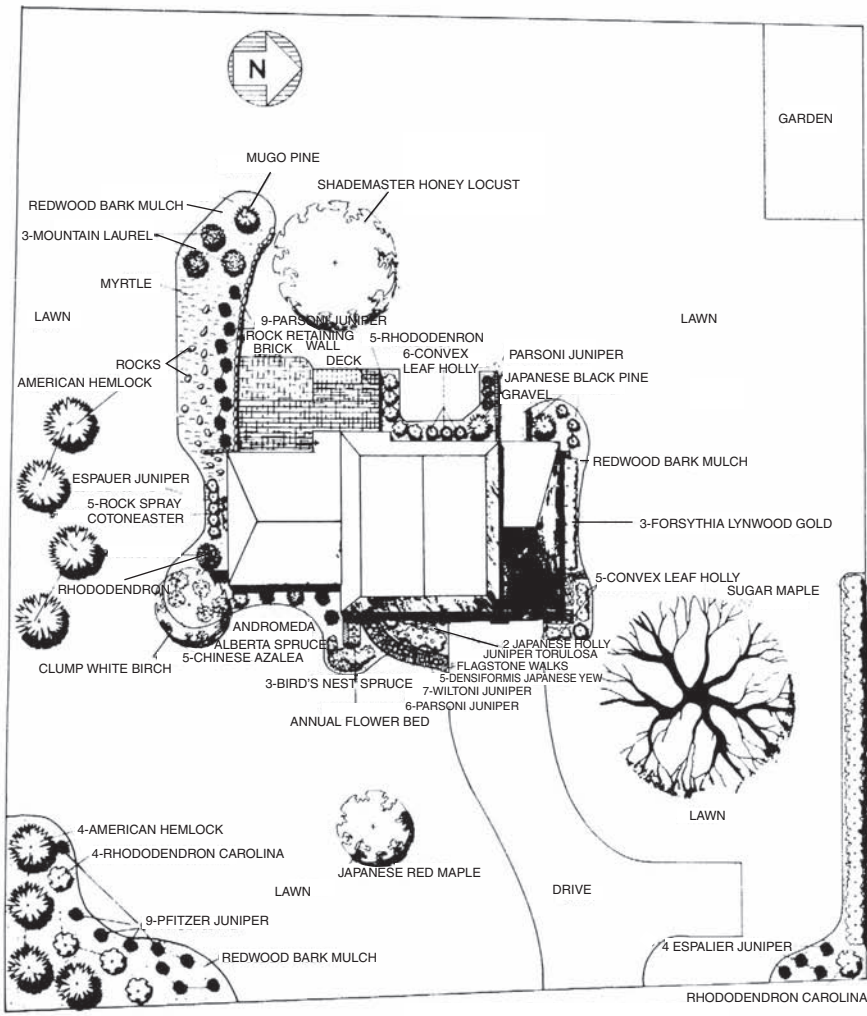 N
GARDEN
MUGO PINE
SHADEMASTER HONEY LOCUST
REDWOOD BARK MULCH
3-MOUNTAIN LAUREL
MYRTLE
LAWN
LAWN
9-PARSONI JUNIPER
ROCK RETAINING
WALL
BRICK
DECK
5-RHODODENRON
6-CONVEX
LEAF HOLLY
PARSONI JUNIPER
JAPANESE BLACK PINE
GRAVEL
ROCKS
AMERICAN HEMLOCK
REDWOOD BARK MULCH
ESPAUER JUNIPER
5-ROCK SPRAY
COTONEASTER
3-FORSYTHIA LYNWOOD GOLD
RHODODENDRON
5-CONVEX LEAF HOLLY
SUGAR MAPLE
ANDROMEDA
ALBERTA SPRUCE
5-CHINESE AZALEA
CLUMP WHITE BIRCH
2 JAPANESE HOLLY
JUNIPER TORULOSA
FLAGSTONE WALKS
5-DENSIFORMIS JAPANESE YEW
7-WILTONI JUNIPER
6-PARSONI JUNIPER
3-BIRD'S NEST SPRUCE
ANNUAL FLOWER BED
LAWN
4-AMERICAN HEMLOCK
4-RHODODENDRON CAROLINA
JAPANESE RED MAPLE
LAWN
DRIVE
9-PFITZER JUNIPER
REDWOOD BARK MULCH
4 ESPALIER JUNIPER
RHODODENDRON CAROLINA